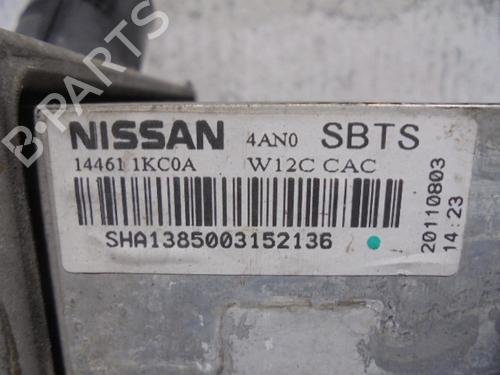 NISSAN 4AN0 SBTS
14461 1KC0A W12C CAC
SHA1385003152136
20110803
14:23
B-PARTS